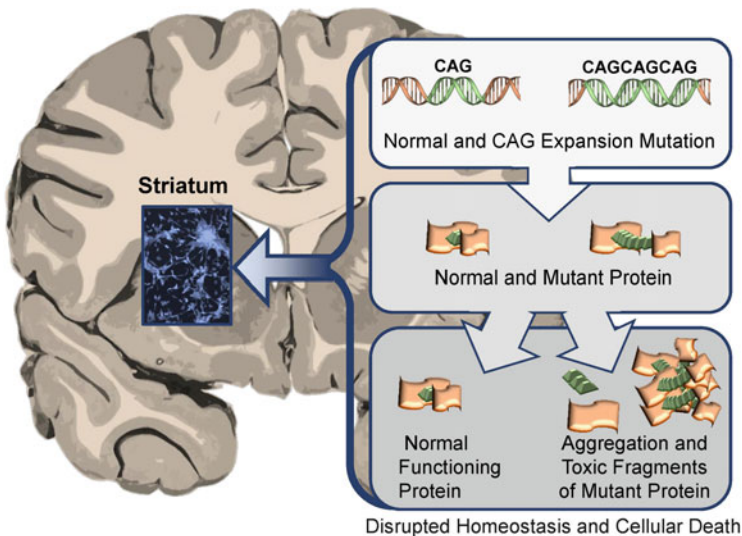 CAG
CAGCAGCAG
Normal and CAG Expansion Mutation
Striatum
Normal and Mutant Protein
Normal
Functioning
Protein
Aggregation and
Toxic Fragments
of Mutant Protein
Disrupted Homeostasis and Cellular Death